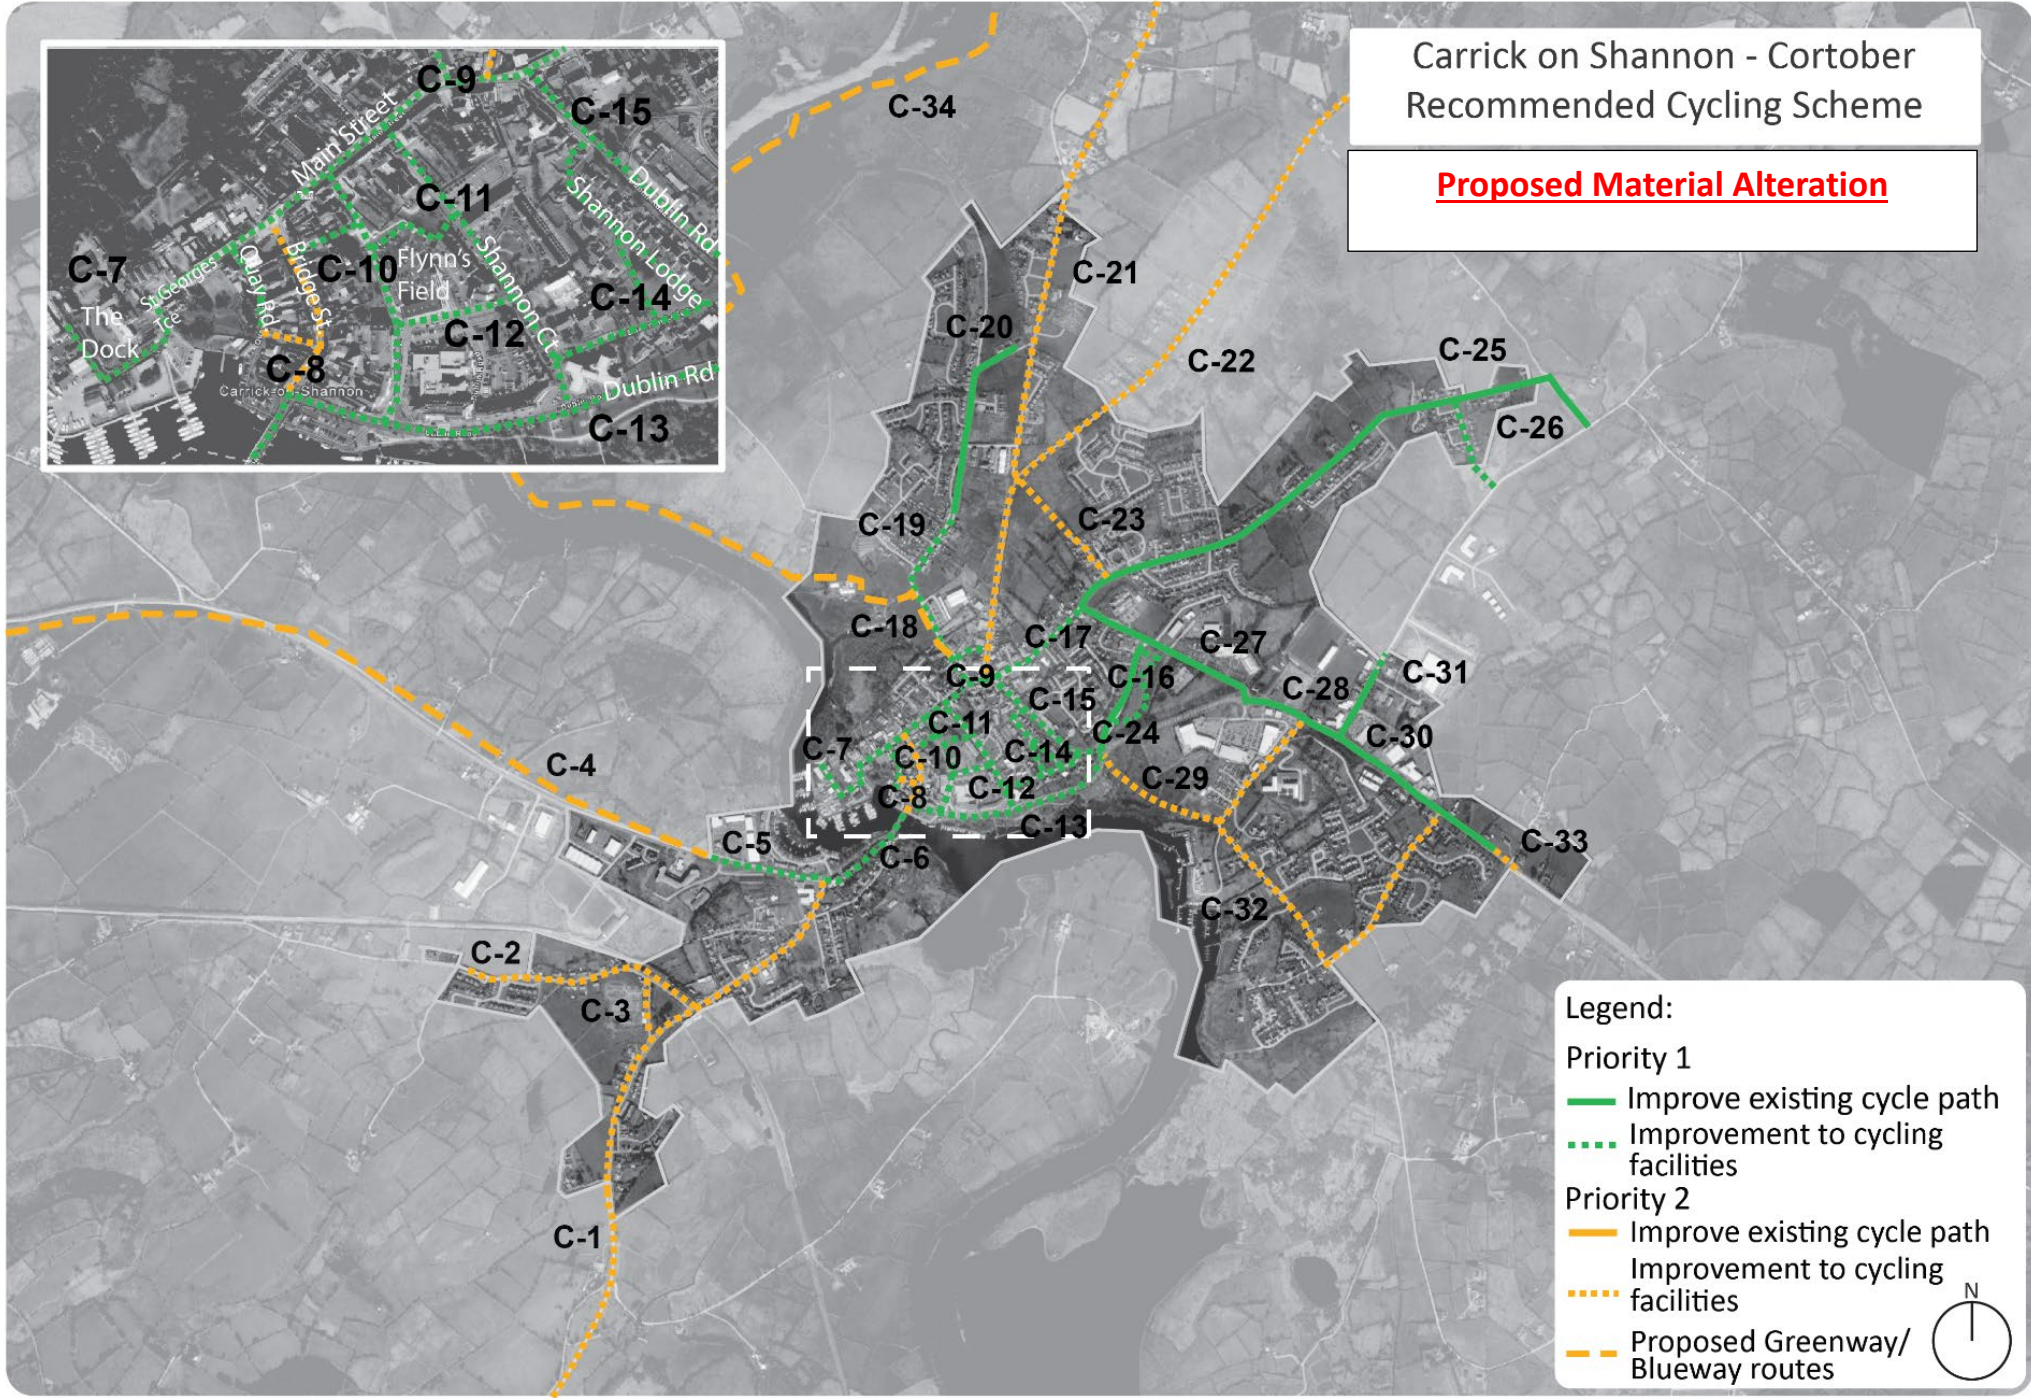 Carrick on Shannon - Cortober
Recommended Cycling Scheme
Proposed Material Alteration
C-9
C-15
Main Street
C-11
Dublin Rd
Shannon Lodge
C-7
St. Georges
Tce
Quay Rd
Bridge St
C-10
Flynn's
Field
Shannon Ct
C-14
The
Dock
C-12
C-8
Carrick-on-Shannon
Dublin Rd
C-13
C-34
C-21
C-20
C-22
C-25
C-26
C-19
C-23
C-18
C-17
C-27
C-9
C-16
C-31
C-15
C-28
C-11
C-24
C-30
C-7
C-10
C-14
C-4
C-29
C-12
C-8
C-13
C-5
C-6
C-33
C-32
C-2
C-3
C-1
Legend:
Priority 1
Improve existing cycle path
Improvement to cycling
facilities
Priority 2
Improve existing cycle path
Improvement to cycling
facilities
Proposed Greenway/
Blueway routes
N